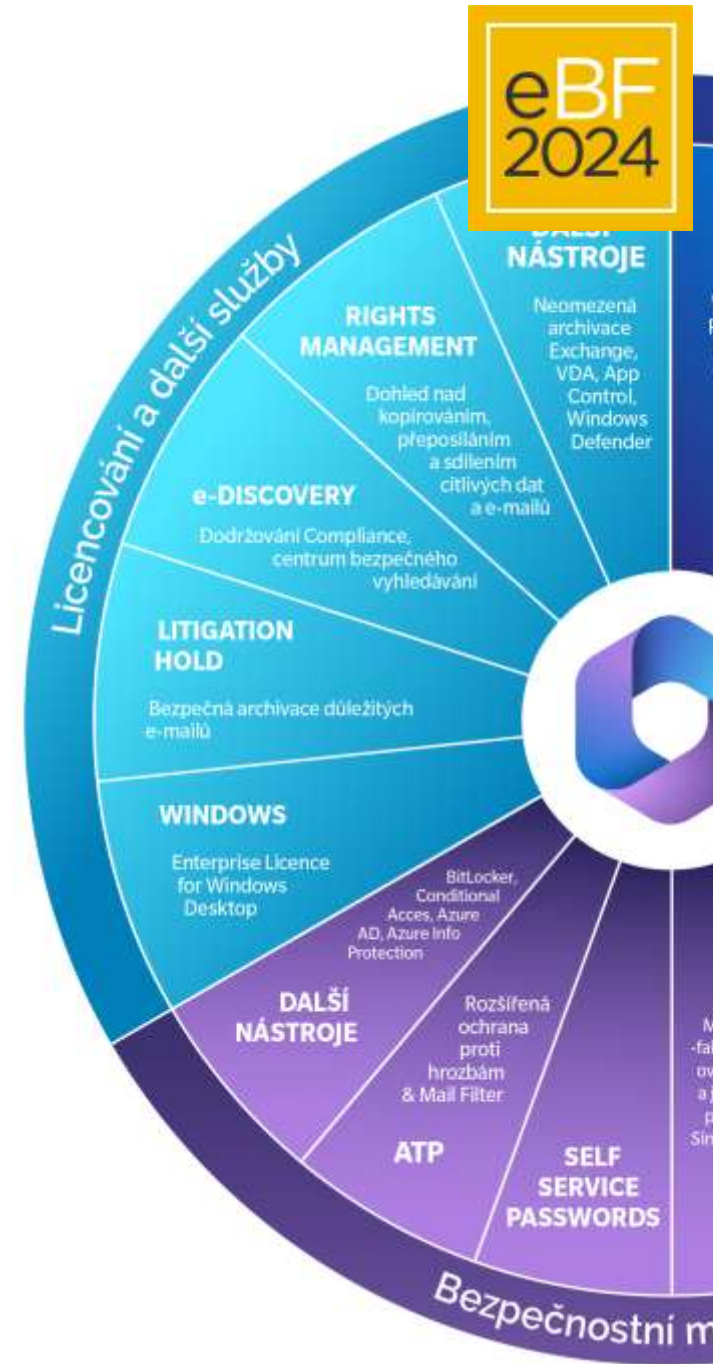 eBF
2024
Licencování a další služby
DALŠÍ
NÁSTROJE
Neomezená
archivace
Exchange,
VDA, App
Control,
Windows
Defender
RIGHTS
MANAGEMENT
Dohled nad
kopírováním,
přeposíláním
a sdílením
citlivých dat
a e-mailů
e-DISCOVERY
Dodržování Compliance,
centrum bezpečného
vyhledávání
LITIGATION
HOLD
Bezpečná archivace důležitých
e-mailů
WINDOWS
Enterprise Licence
for Windows
Desktop
BitLocker,
Conditional
Acces, Azure
AD, Azure Info
Protection
DALŠÍ
NÁSTROJE
Rozšířená
ochrana
proti
hrozbám
& Mail Filter
ATP
SELF
SERVICE
PASSWORDS
Bezpečnostní